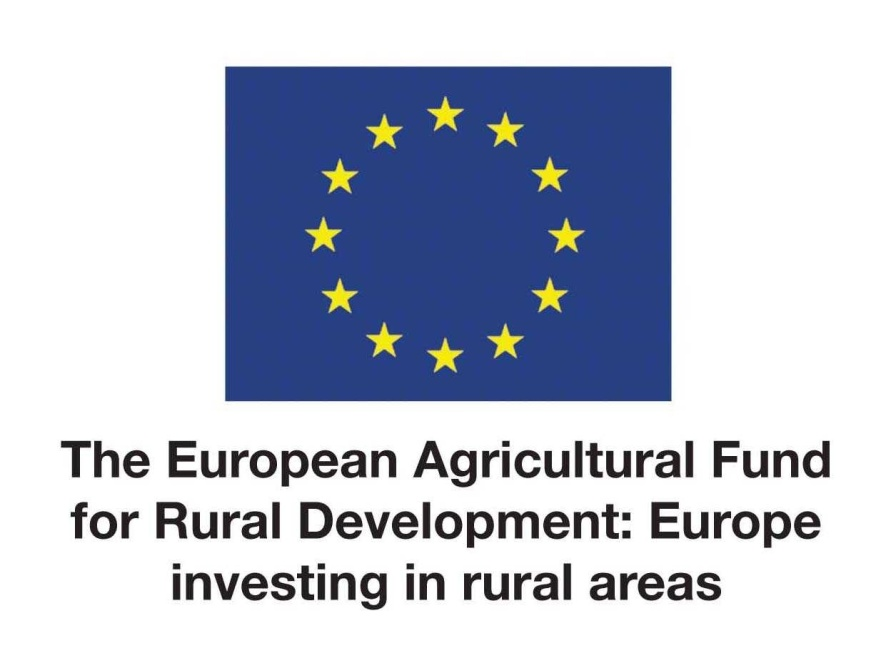 The European Agricultural Fund
for Rural Development: Europe
investing in rural areas